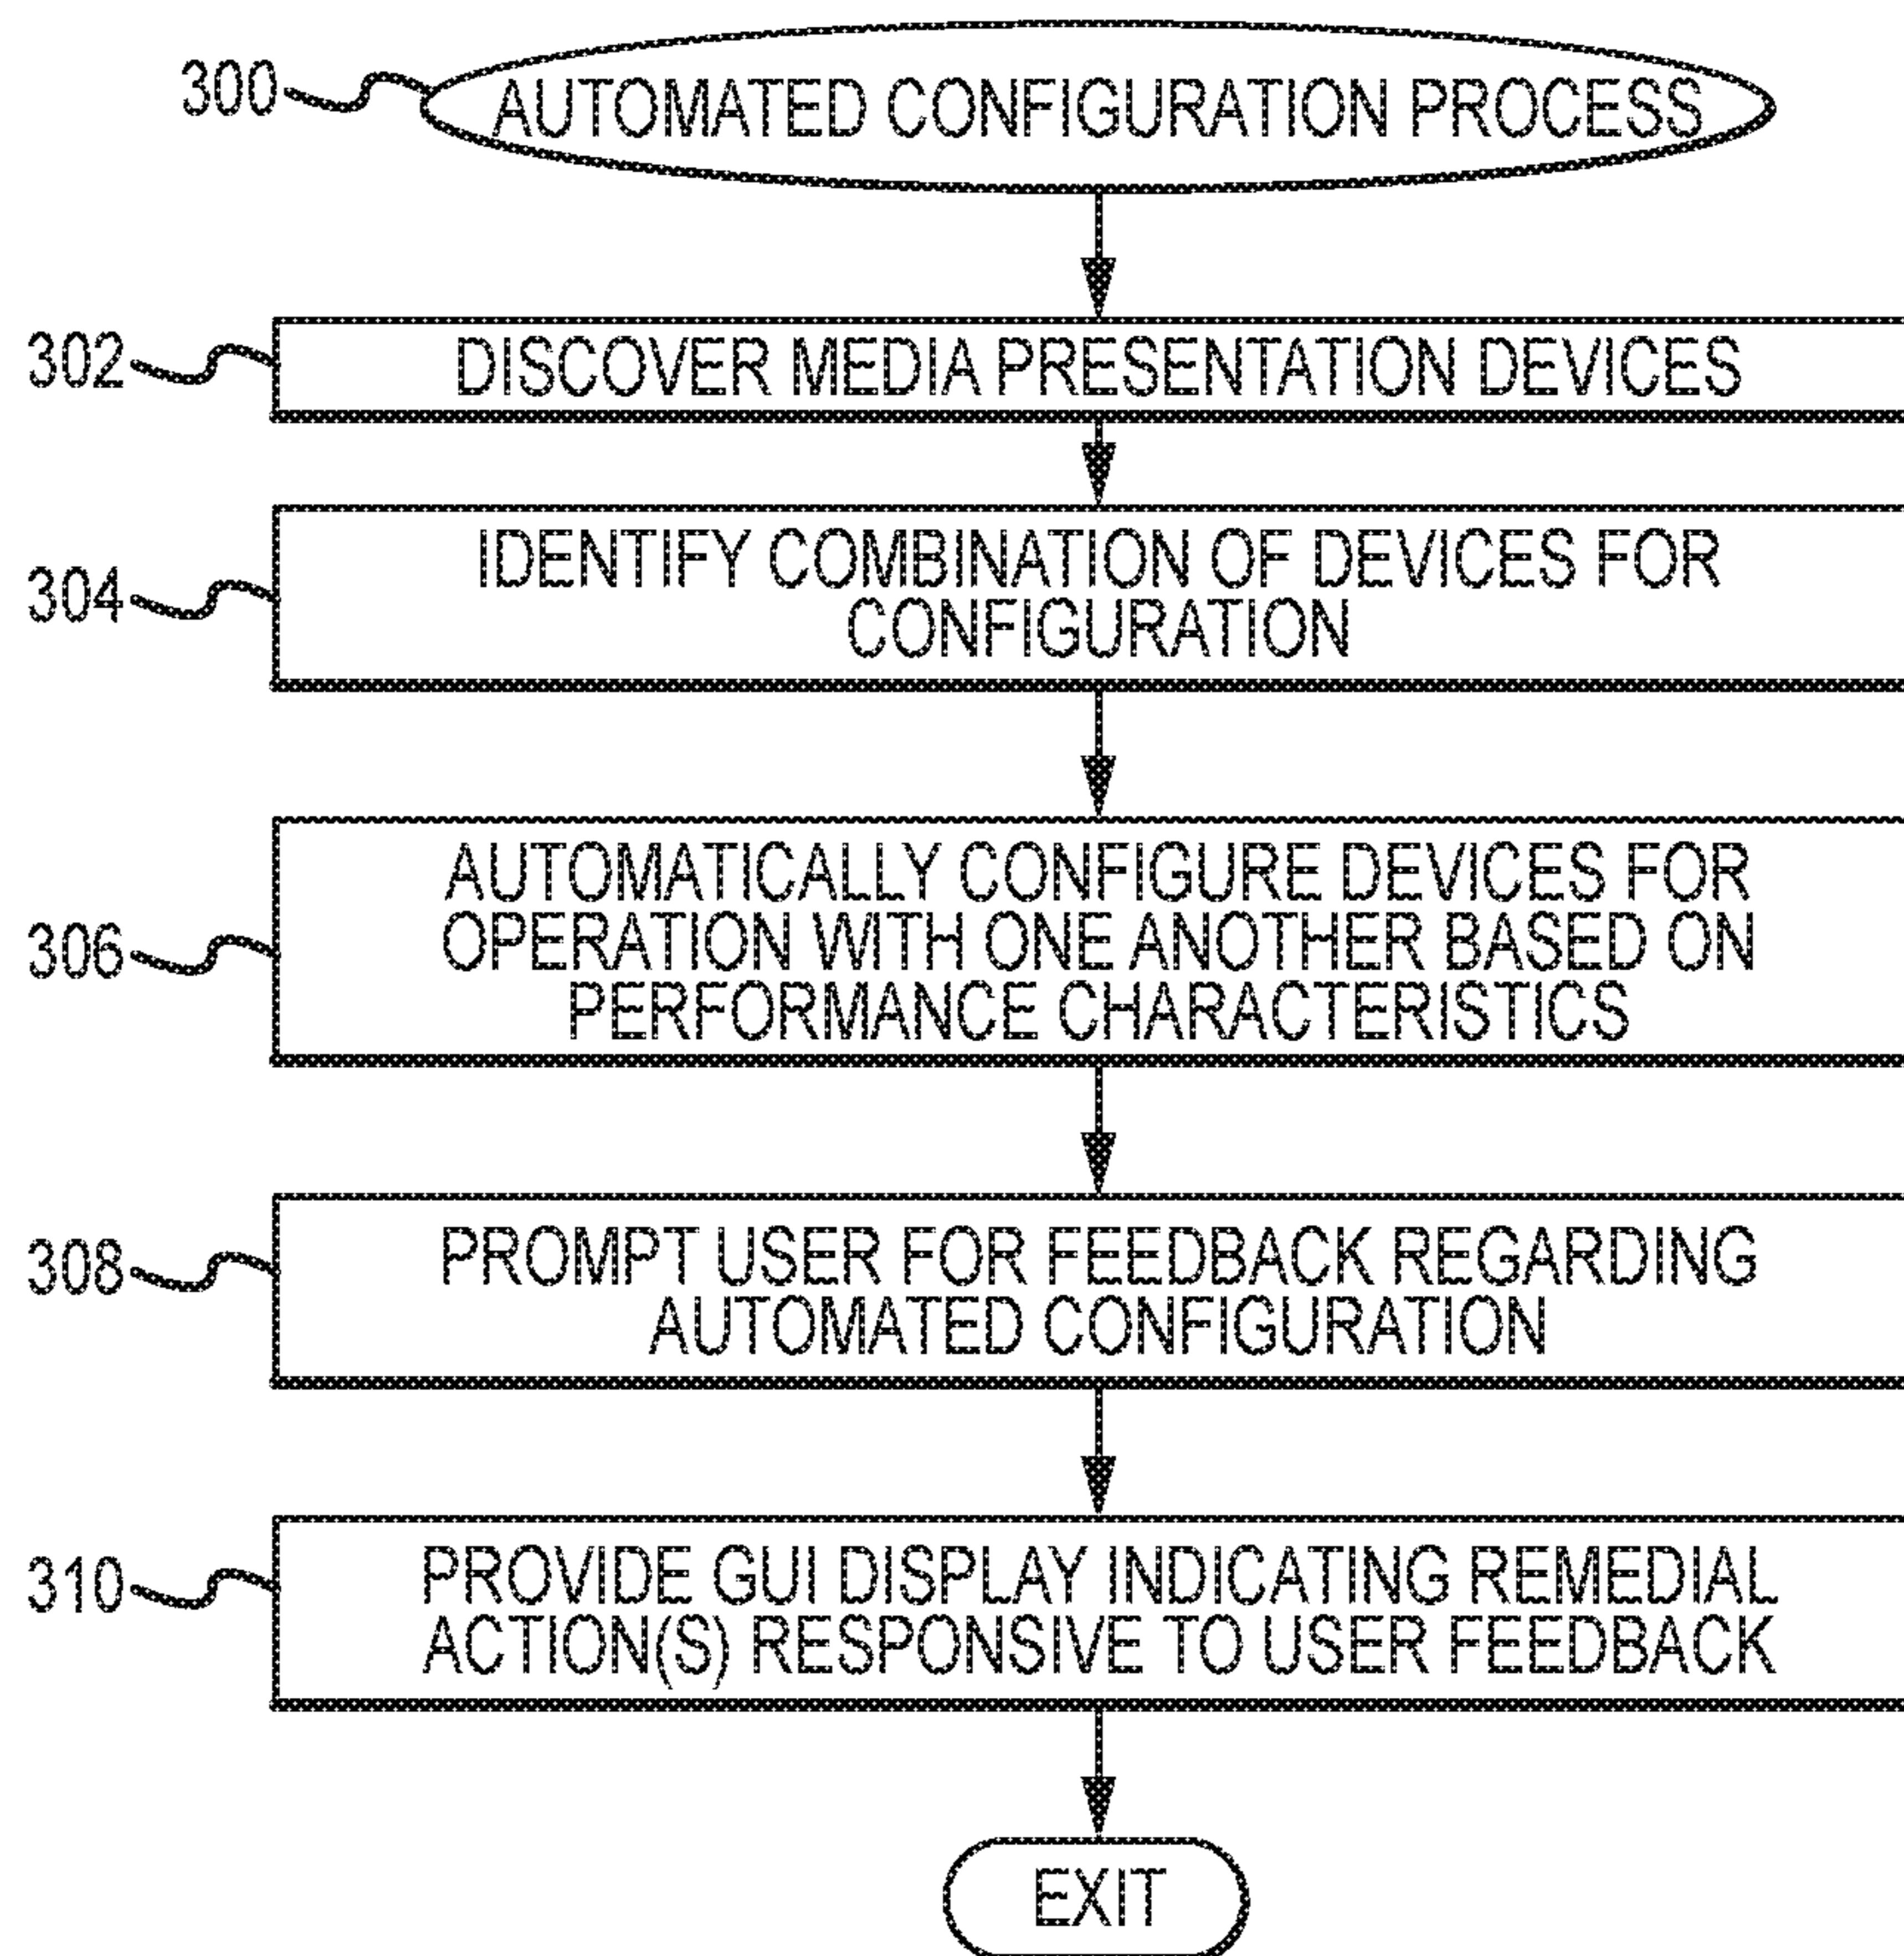 300 AUTOMATED CONFIGURATION PROCESS
302 DISCOVER MEDIA PRESENTATION DEVICES
IDENTIFY COMBINATION OF DEVICES FOR
304 CONFIGURATION
AUTOMATICALLY CONFIGURE DEVICES FOR
306 OPERATION WITH ONE ANOTHER BASED ON
PERFORMANCE CHARACTERISTICS
308 PROMPT USER FOR FEEDBACK REGARDING
AUTOMATED CONFIGURATION
310 PROVIDE GUI DISPLAY INDICATING REMEDIAL
ACTION(S) RESPONSIVE TO USER FEEDBACK
EXIT